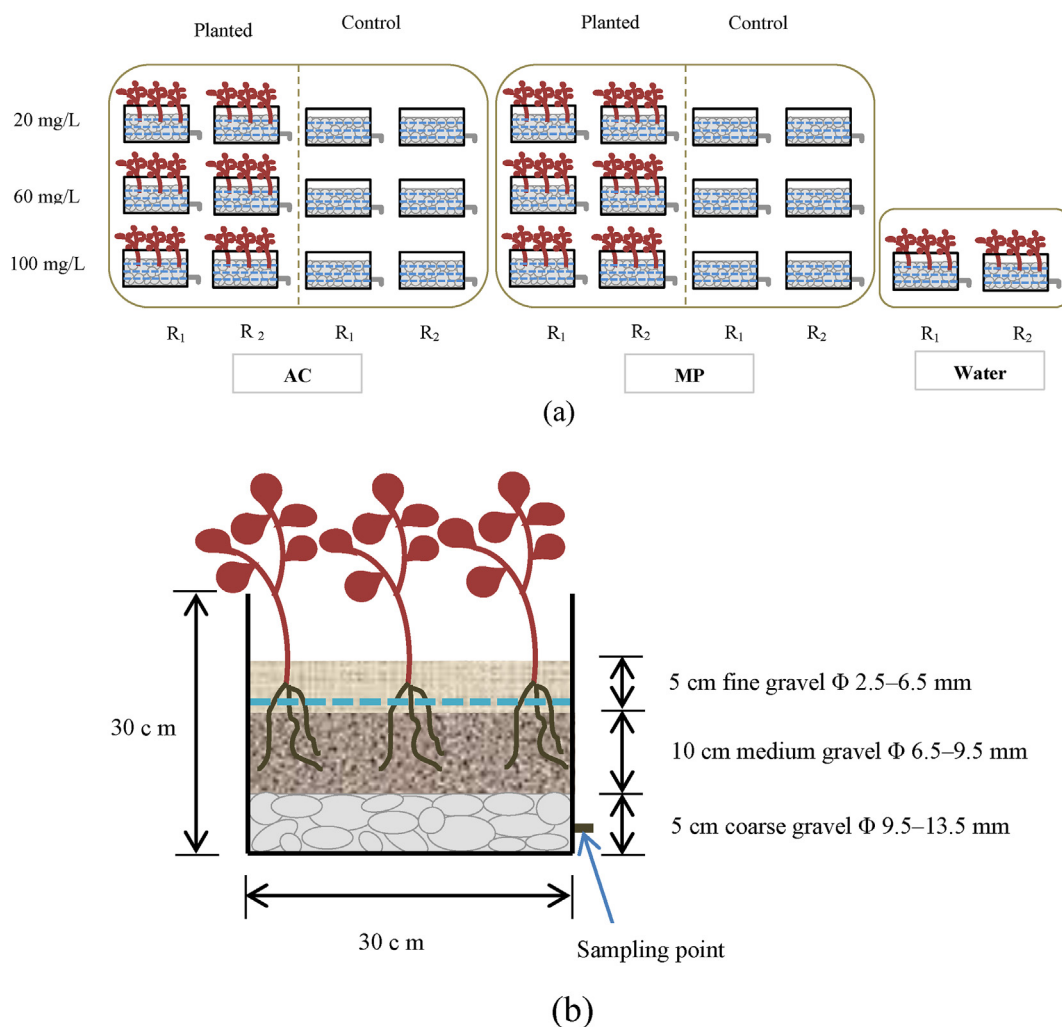 Planted Control Planted Control
20 mg/L
60 mg/L
100 mg/L
R₁ R ₂ R₁ R₂ R₁ R₂ R₁ R₂ R₁ R₂
AC MP Water
(a)
5 cm fine gravel Φ 2.5–6.5 mm
30 c m
10 cm medium gravel Φ 6.5–9.5 mm
5 cm coarse gravel Φ 9.5–13.5 mm
30 c m
Sampling point
(b)